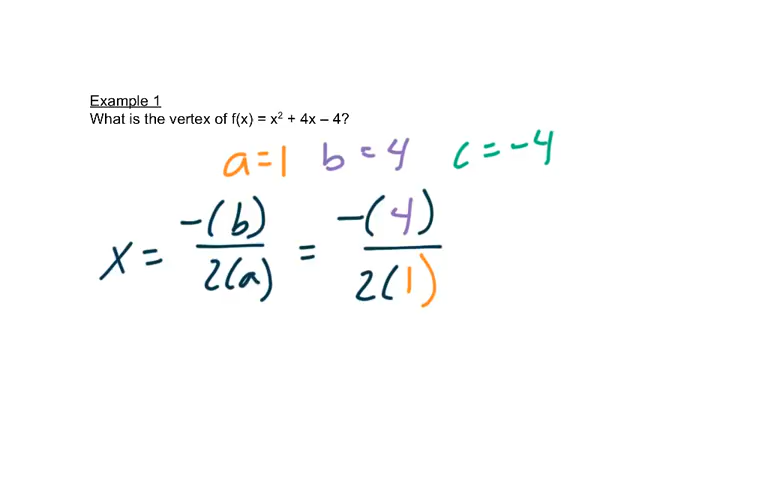 Example 1
What is the vertex of f(x) = x² + 4x – 4?
a=1 b=4 c=-4
x = -(b)/2(a) = -(4)/2(1)